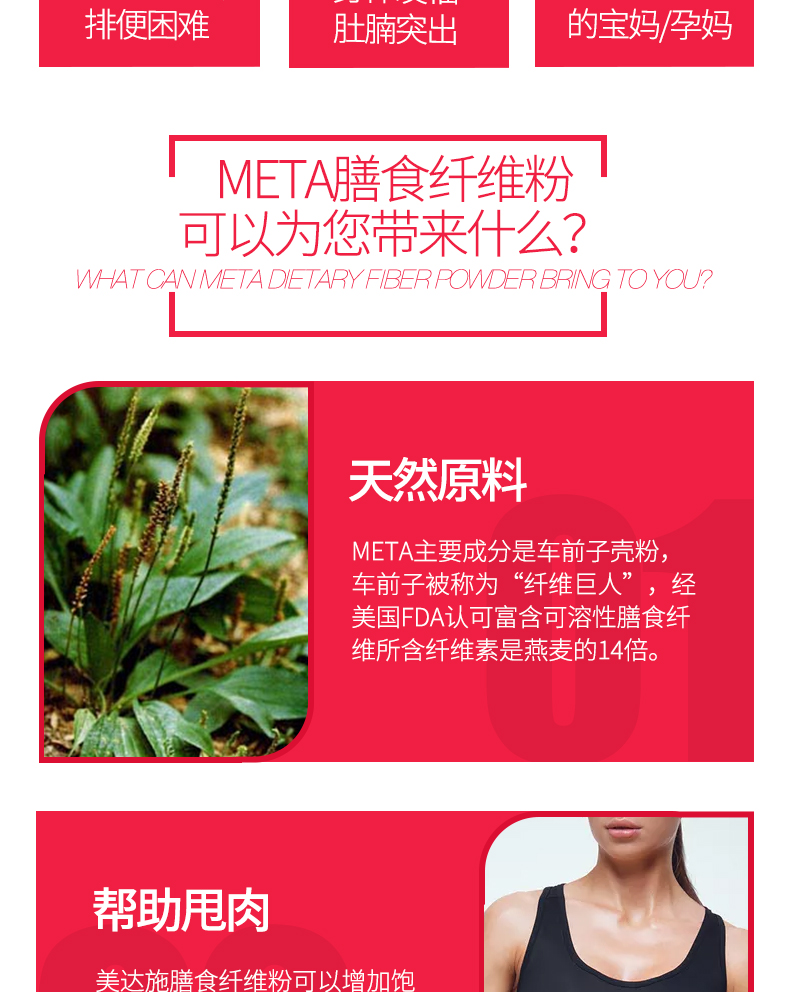 排便困难
肚腩突出
的宝妈/孕妈
META膳食纤维粉
可以为您带来什么？
WHAT CAN META DIETARY FIBER POWDER BRING TO YOU?
01
天然原料
META主要成分是车前子壳粉，
车前子被称为“纤维巨人”，经
美国FDA认可富含可溶性膳食纤
维所含纤维素是燕麦的14倍。
帮助甩肉
美达施膳食纤维粉可以增加饱